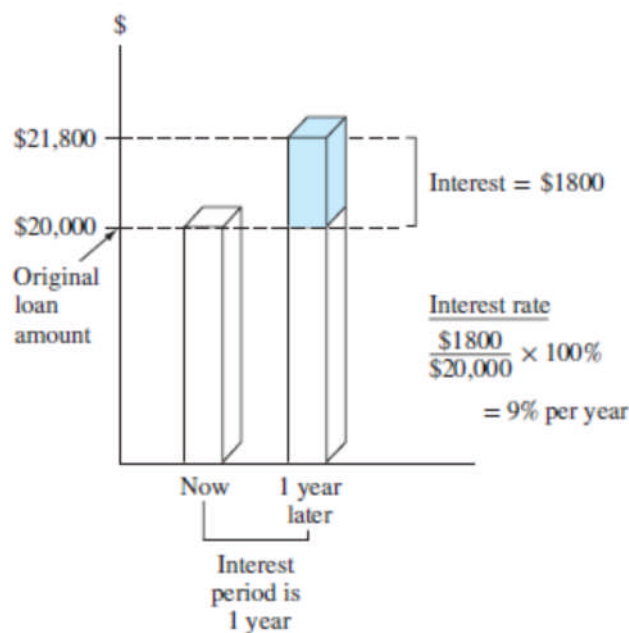 $
$21,800
$20,000
Original
loan
amount
Interest = $1800
Interest rate
$1800
$20,000
× 100%
= 9% per year
Now
1 year
later
Interest
period is
1 year